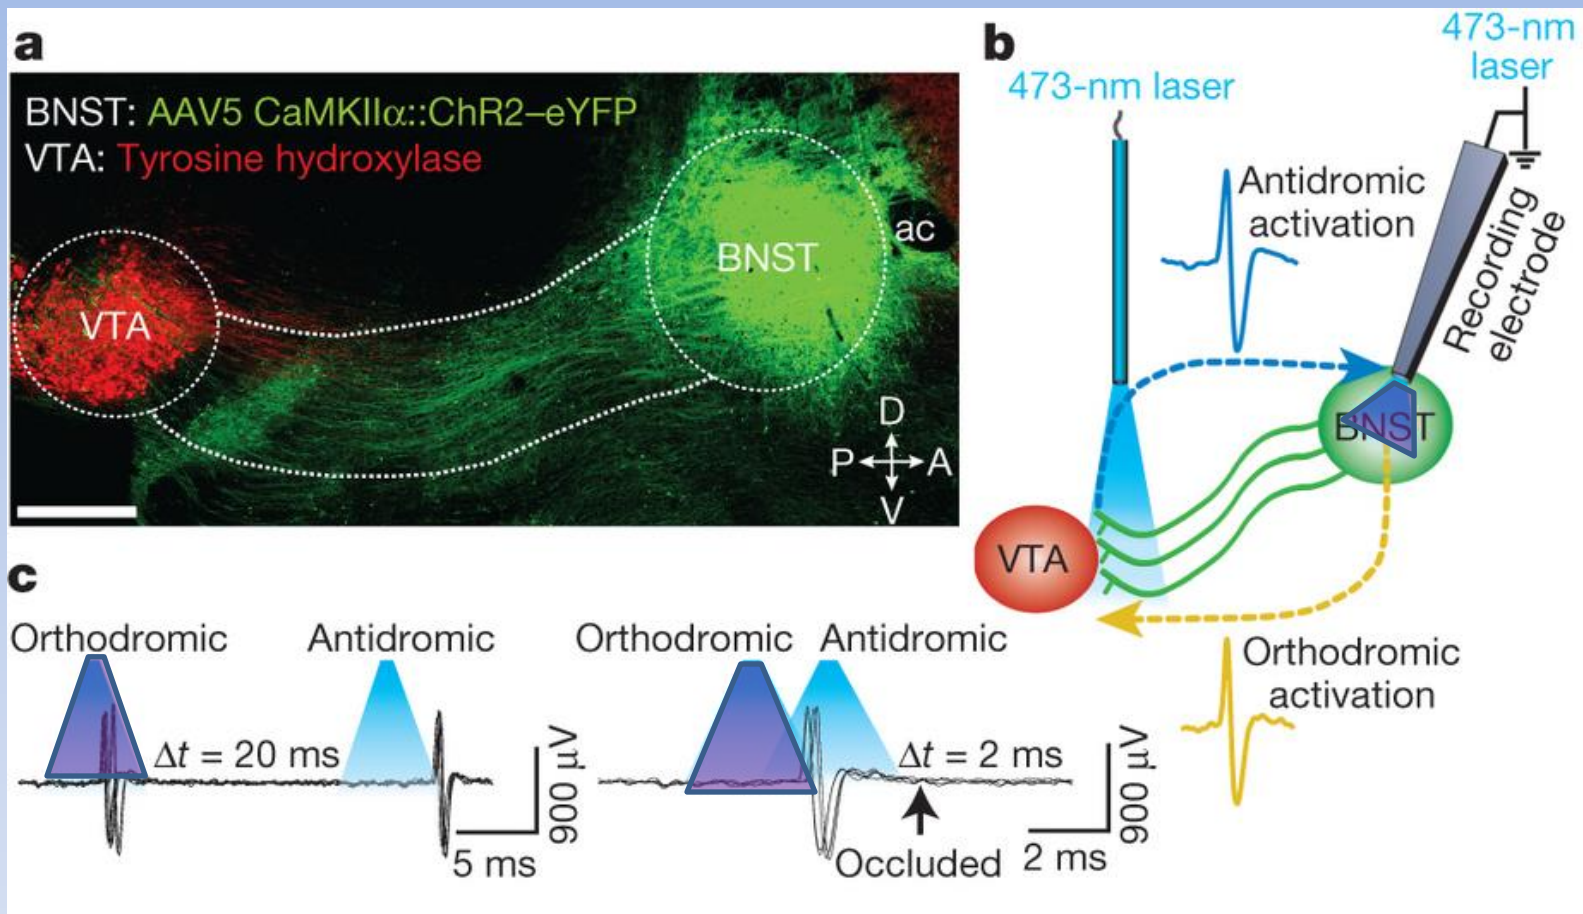 a
BNST: AAV5 CaMKIIα::ChR2–eYFP
VTA: Tyrosine hydroxylase
VTA
BNST
ac
D
P A
V
b
473-nm laser
473-nm
laser
Antidromic
activation
Recording
electrode
BNST
VTA
Orthodromic
activation
c
Orthodromic
Antidromic
Δt = 20 ms
900 µV
5 ms
Orthodromic
Antidromic
Δt = 2 ms
Occluded
900 µV
2 ms